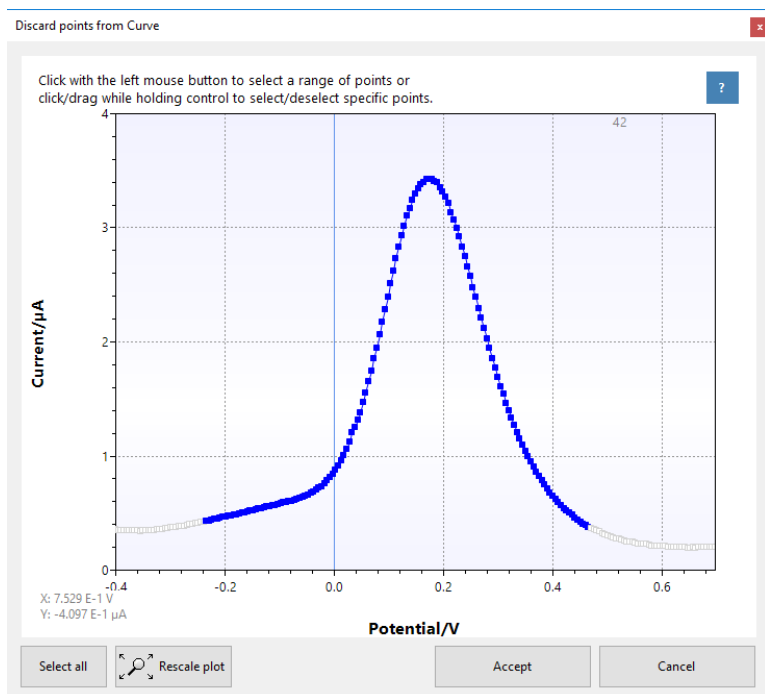 Discard points from Curve
x
Click with the left mouse button to select a range of points or
click/drag while holding control to select/deselect specific points.
?
42
4
3
2
1
0
Current/µA
-0.4 -0.2 0.0 0.2 0.4 0.6
X: 7.529 E-1 V
Y: -4.097 E-1 µA
Potential/V
Select all Rescale plot Accept Cancel